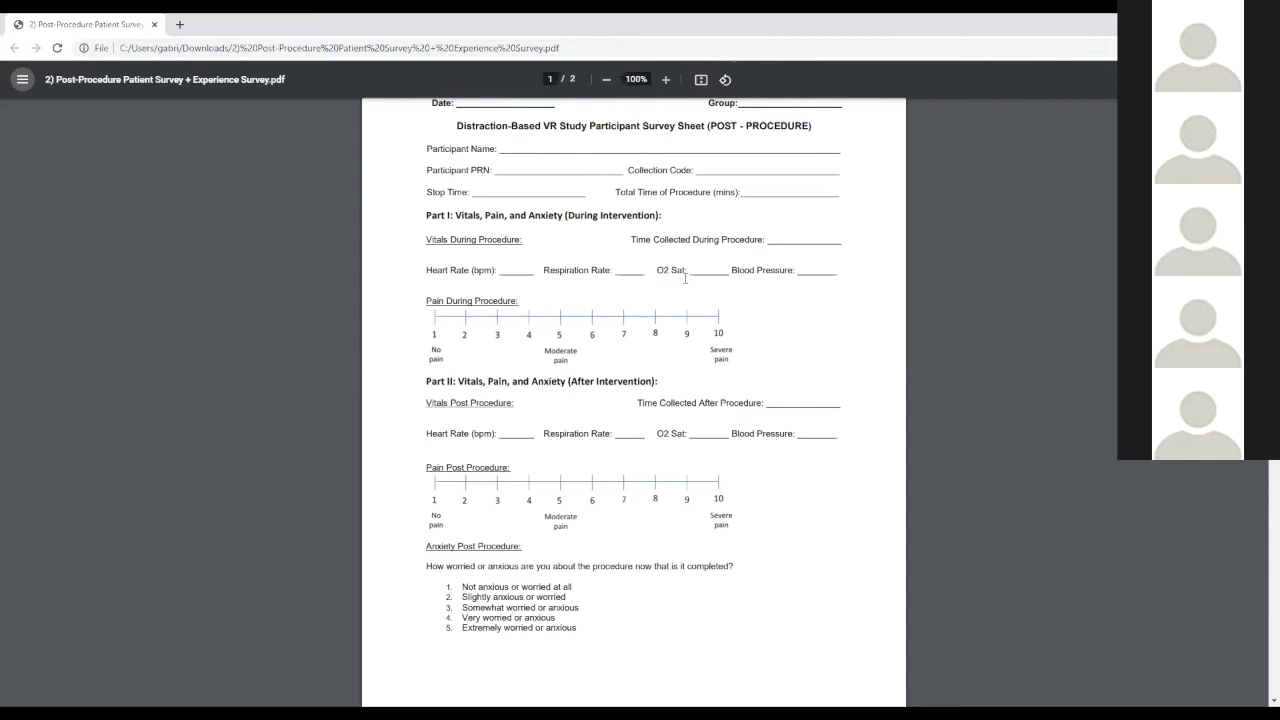 2) Post-Procedure Patient Survey
File C:/Users/gabri/Downloads/2)%20Post-Procedure%20Patient%20Survey%20+%20Experience%20Survey.pdf
2) Post-Procedure Patient Survey + Experience Survey.pdf 1 / 2 100%
Date: Group:
Distraction-Based VR Study Participant Survey Sheet (POST - PROCEDURE)
Participant Name:
Participant PRN: Collection Code:
Stop Time: Total Time of Procedure (mins):
Part I: Vitals, Pain, and Anxiety (During Intervention):
Vitals During Procedure: Time Collected During Procedure:
Heart Rate (bpm): Respiration Rate: O2 Sat: Blood Pressure:
Pain During Procedure:
1 2 3 4 5 6 7 8 9 10
No Moderate Severe
pain pain pain
Part II: Vitals, Pain, and Anxiety (After Intervention):
Vitals Post Procedure: Time Collected After Procedure:
Heart Rate (bpm): Respiration Rate: O2 Sat: Blood Pressure:
Pain Post Procedure:
1 2 3 4 5 6 7 8 9 10
No Moderate Severe
pain pain pain
Anxiety Post Procedure:
How worried or anxious are you about the procedure now that is it completed?
1. Not anxious or worried at all
2. Slightly anxious or worried
3. Somewhat worried or anxious
4. Very worried or anxious
5. Extremely worried or anxious